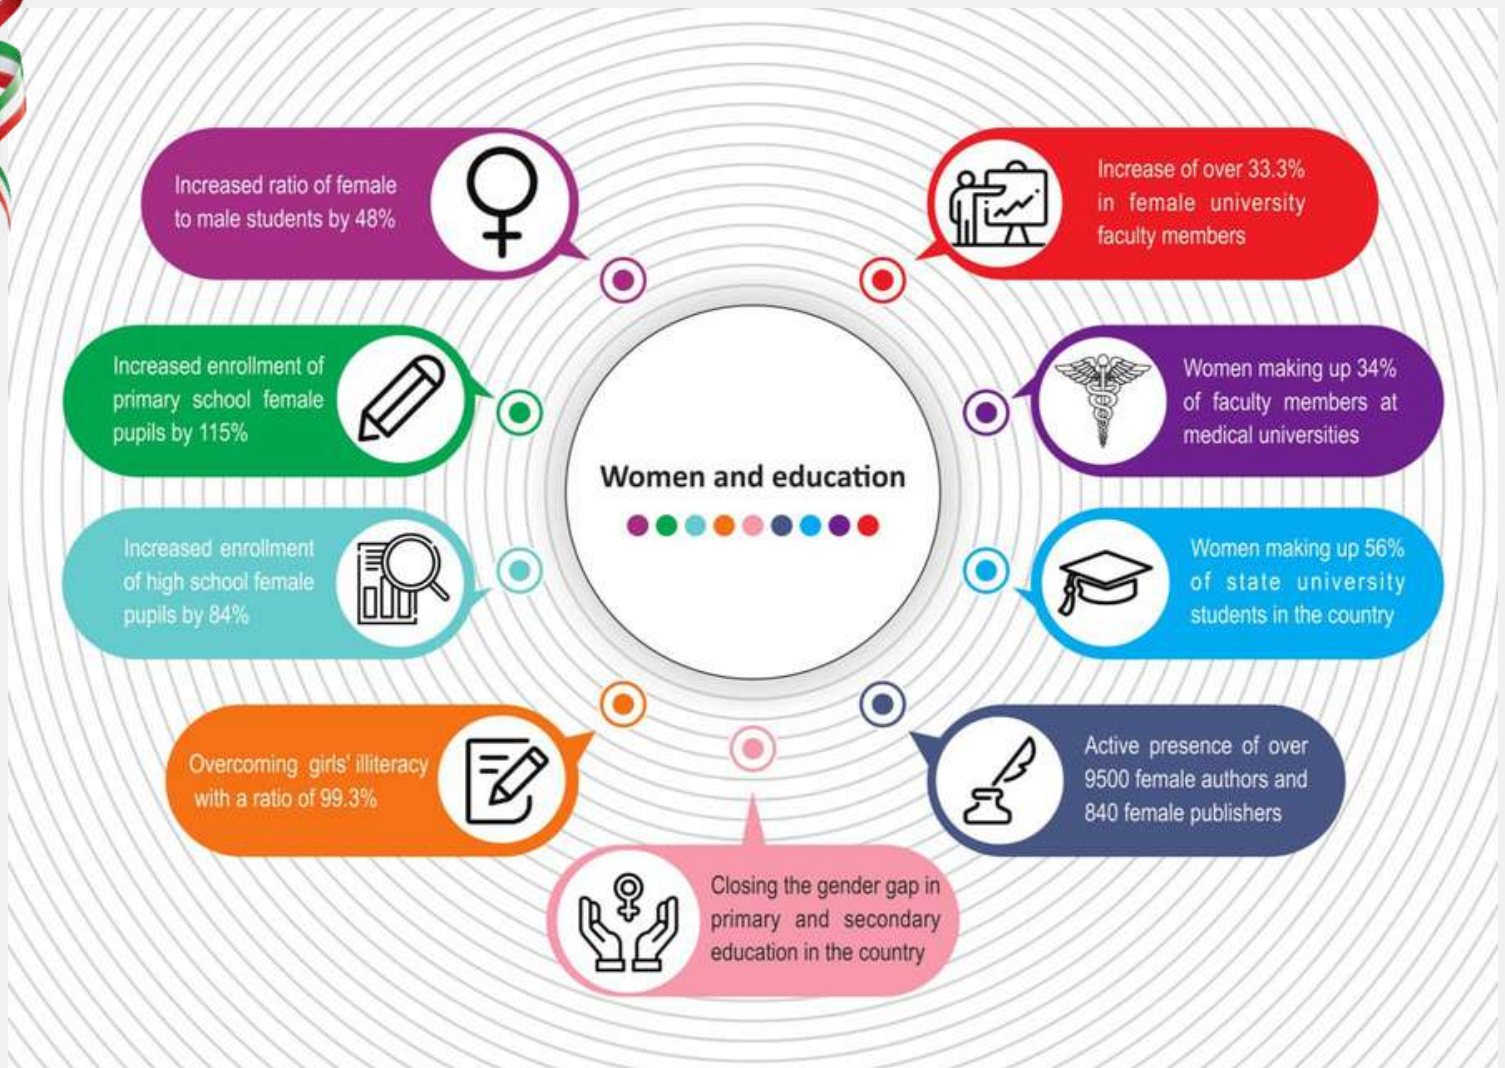 Increased ratio of female
to male students by 48%
Increase of over 33.3%
in female university
faculty members
Increased enrollment of
primary school female
pupils by 115%
Women making up 34%
of faculty members at
medical universities
Women and education
Increased enrollment
of high school female
pupils by 84%
Women making up 56%
of state university
students in the country
Overcoming girls' illiteracy
with a ratio of 99.3%
Active presence of over
9500 female authors and
840 female publishers
Closing the gender gap in
primary and secondary
education in the country